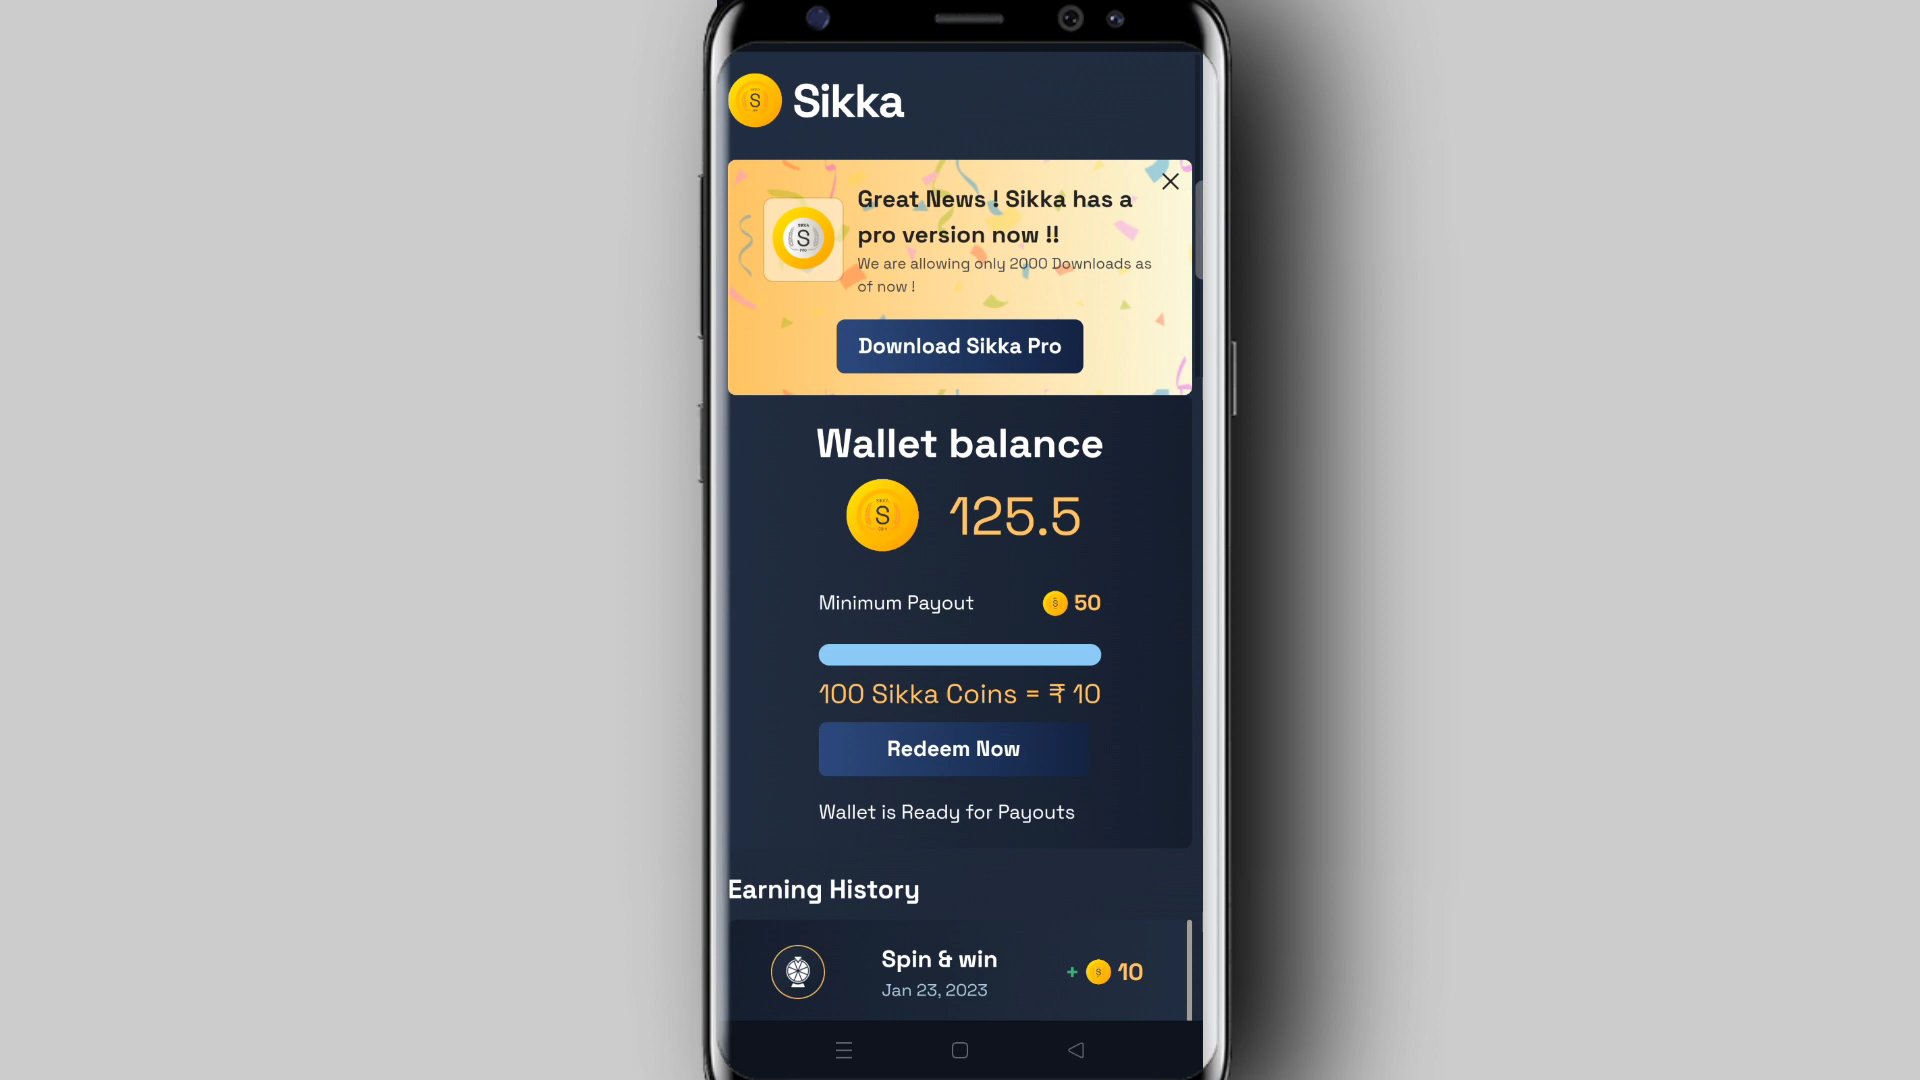 S
Sikka
Great News ! Sikka has a
pro version now !!
We are allowing only 2000 Downloads as
of now !
SIKKA
S
PRO
Download Sikka Pro
Wallet balance
S
125.5
Minimum Payout
S 50
100 Sikka Coins = ₹ 10
Redeem Now
Wallet is Ready for Payouts
Earning History
Spin & win
+ S 10
Jan 23, 2023